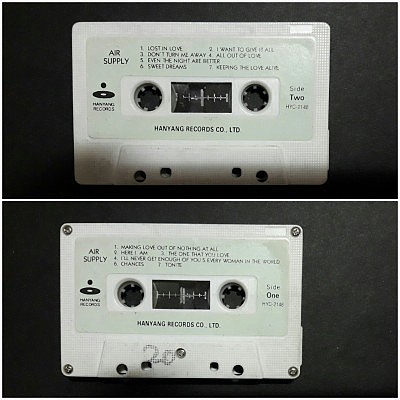 AIR SUPPLY
1. LOST IN LOVE 2. I WANT TO GIVE IT ALL
3. DON'T TURN ME AWAY 4. ALL OUT OF LOVE
5. EVEN THE NIGHT ARE BETTER
6. SWEET DREAMS 7. KEEPING THE LOVE ALIVE
HANYANG RECORDS
Side Two
HYC-2146
HANYANG RECORDS CO., LTD.
AIR SUPPLY
1. MAKING LOVE OUT OF NOTHING AT ALL
2. HERE I AM 3. THE ONE THAT YOU LOVE
4. I'LL NEVER GET ENOUGH OF YOU 5. EVERY WOMAN IN THE WORLD
6. CHANCES 7. TONITE
HANYANG RECORDS
Side One
HYC-2146
HANYANG RECORDS CO., LTD.
20